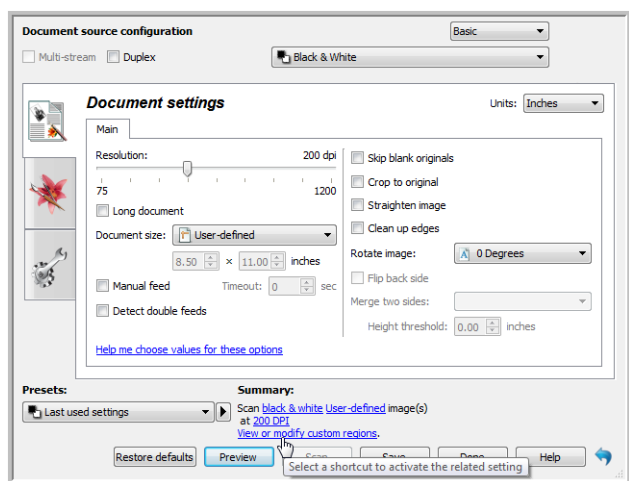 Document source configuration
Basic
Multi-stream
Duplex
Black & White
Document settings
Units:
Inches
Main
Resolution:
200 dpi
75
1200
Long document
Document size:
User-defined
8.50
×
11.00
inches
Manual feed
Timeout:
0
sec
Detect double feeds
Skip blank originals
Crop to original
Straighten image
Clean up edges
Rotate image:
0 Degrees
Flip back side
Merge two sides:
Height threshold:
0.00
inches
Help me choose values for these options
Presets:
Last used settings
Summary:
Scan black & white User-defined image(s)
at 200 DPI
View or modify custom regions.
Restore defaults
Preview
Scan
Save
Done
Help
Select a shortcut to activate the related setting